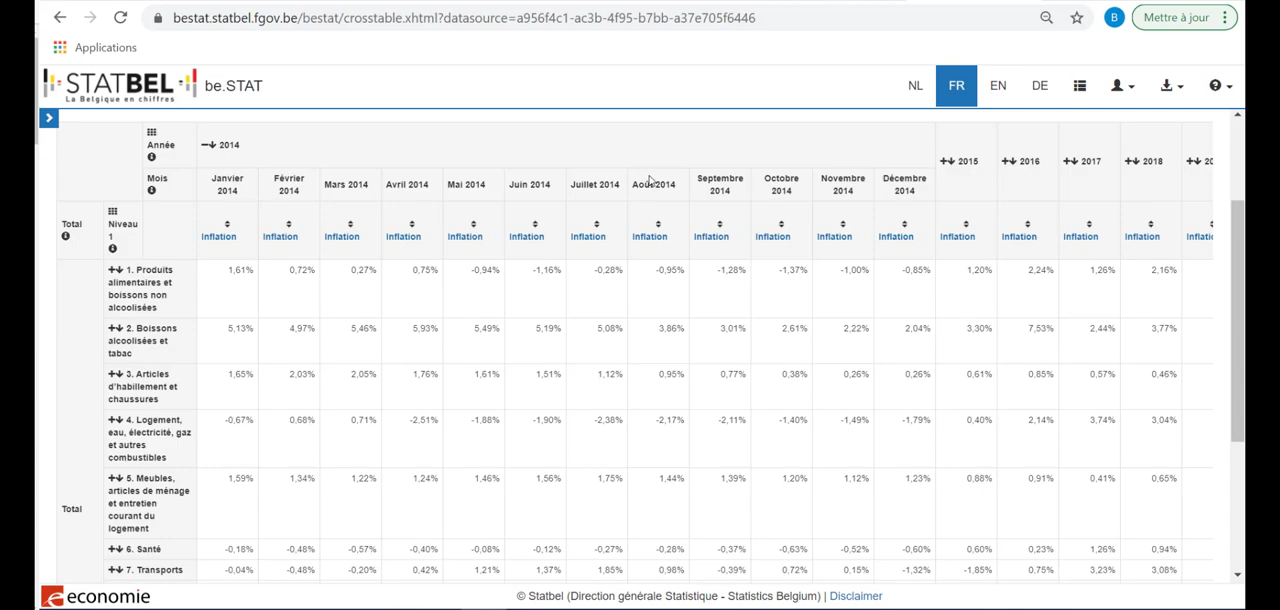 bestat.statbel.fgov.be/bestat/crosstable.xhtml?datasource=a956f4c1-ac3b-4f95-b7bb-a37e705f6446
B
Mettre à jour
Applications
STATBEL
La Belgique en chiffres
be.STAT
NL FR EN DE
Année 2014 2015 2016 2017 2018 20
Mois Janvier 2014 Février 2014 Mars 2014 Avril 2014 Mai 2014 Juin 2014 Juillet 2014 Août 2014 Septembre 2014 Octobre 2014 Novembre 2014 Décembre 2014
Total Niveau 1 Inflation Inflation Inflation Inflation Inflation Inflation Inflation Inflation Inflation Inflation Inflation Inflation Inflation Inflation Inflation Inflation
1. Produits alimentaires et boissons non alcoolisées 1,61% 0,72% 0,27% 0,75% -0,94% -1,16% -0,28% -0,95% -1,28% -1,37% -1,00% -0,85% 1,20% 2,24% 1,26% 2,16%
2. Boissons alcoolisées et tabac 5,13% 4,97% 5,46% 5,93% 5,49% 5,19% 5,08% 3,86% 3,01% 2,61% 2,22% 2,04% 3,30% 7,53% 2,44% 3,77%
3. Articles d'habillement et chaussures 1,65% 2,03% 2,05% 1,76% 1,61% 1,51% 1,12% 0,95% 0,77% 0,38% 0,26% 0,26% 0,61% 0,85% 0,57% 0,46%
4. Logement, eau, électricité, gaz et autres combustibles -0,67% 0,68% 0,71% -2,51% -1,88% -1,90% -2,38% -2,17% -2,11% -1,40% -1,49% -1,79% 0,40% 2,14% 3,74% 3,04%
Total 5. Meubles, articles de ménage et entretien courant du logement 1,59% 1,34% 1,22% 1,24% 1,46% 1,56% 1,75% 1,44% 1,39% 1,20% 1,12% 1,23% 0,88% 0,91% 0,41% 0,65%
6. Santé -0,18% -0,48% -0,57% -0,40% -0,08% -0,12% -0,27% -0,28% -0,37% -0,63% -0,52% -0,60% 0,60% 0,23% 1,26% 0,94%
7. Transports -0,04% -0,48% -0,20% 0,42% 1,21% 1,37% 1,85% 0,98% -0,39% 0,72% 0,15% -1,32% -1,85% 0,75% 3,23% 3,08%
economie
© Statbel (Direction générale Statistique - Statistics Belgium) | Disclaimer